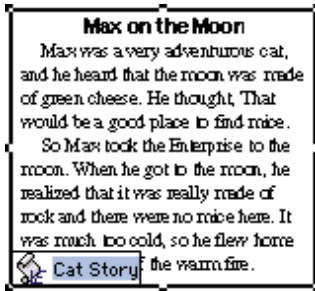 Max on the Moon
Max was a very adventurous cat,
and he heard that the moon was made
of green cheese. He thought, That
would be a good place to find mice.
So Max took the Enterprise to the
moon. When he got to the moon, he
realized that it was really made of
rock and there were no mice here. It
was much too cold, so he flew home
the warm fire.
Cat Story